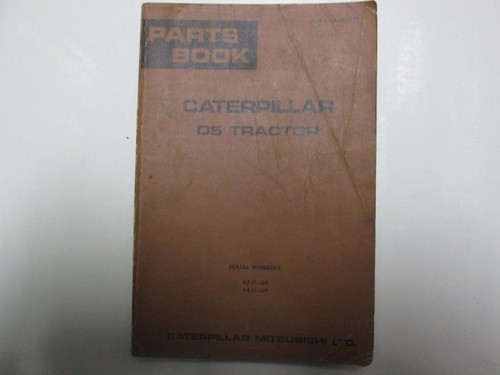 PARTS
BOOK
CATERPILLAR
D5 TRACTOR
SERIAL NUMBERS
CATERPILLAR MITSUBISHI LTD.